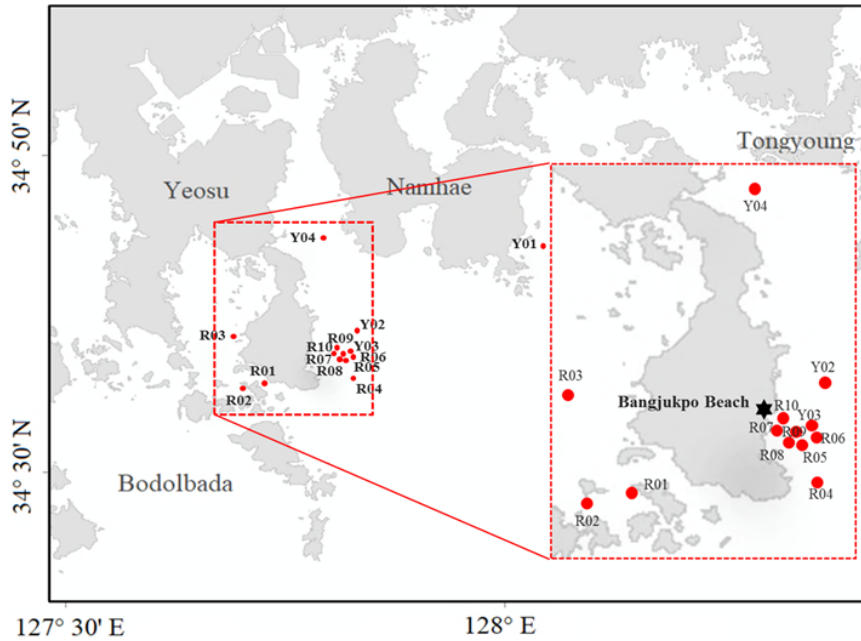 34° 50' N
34° 30' N
127° 30' E
128° E
Tongyoung
Yeosu
Namhae
Bodolbada
Y04
Y01
Y02
R03
R09
R10
Y03
R07
R06
R08
R05
R01
R04
R02
Y04
Y02
R03
Bangjukpo Beach
R10
Y03
R07
R09
R06
R08
R05
R04
R01
R02